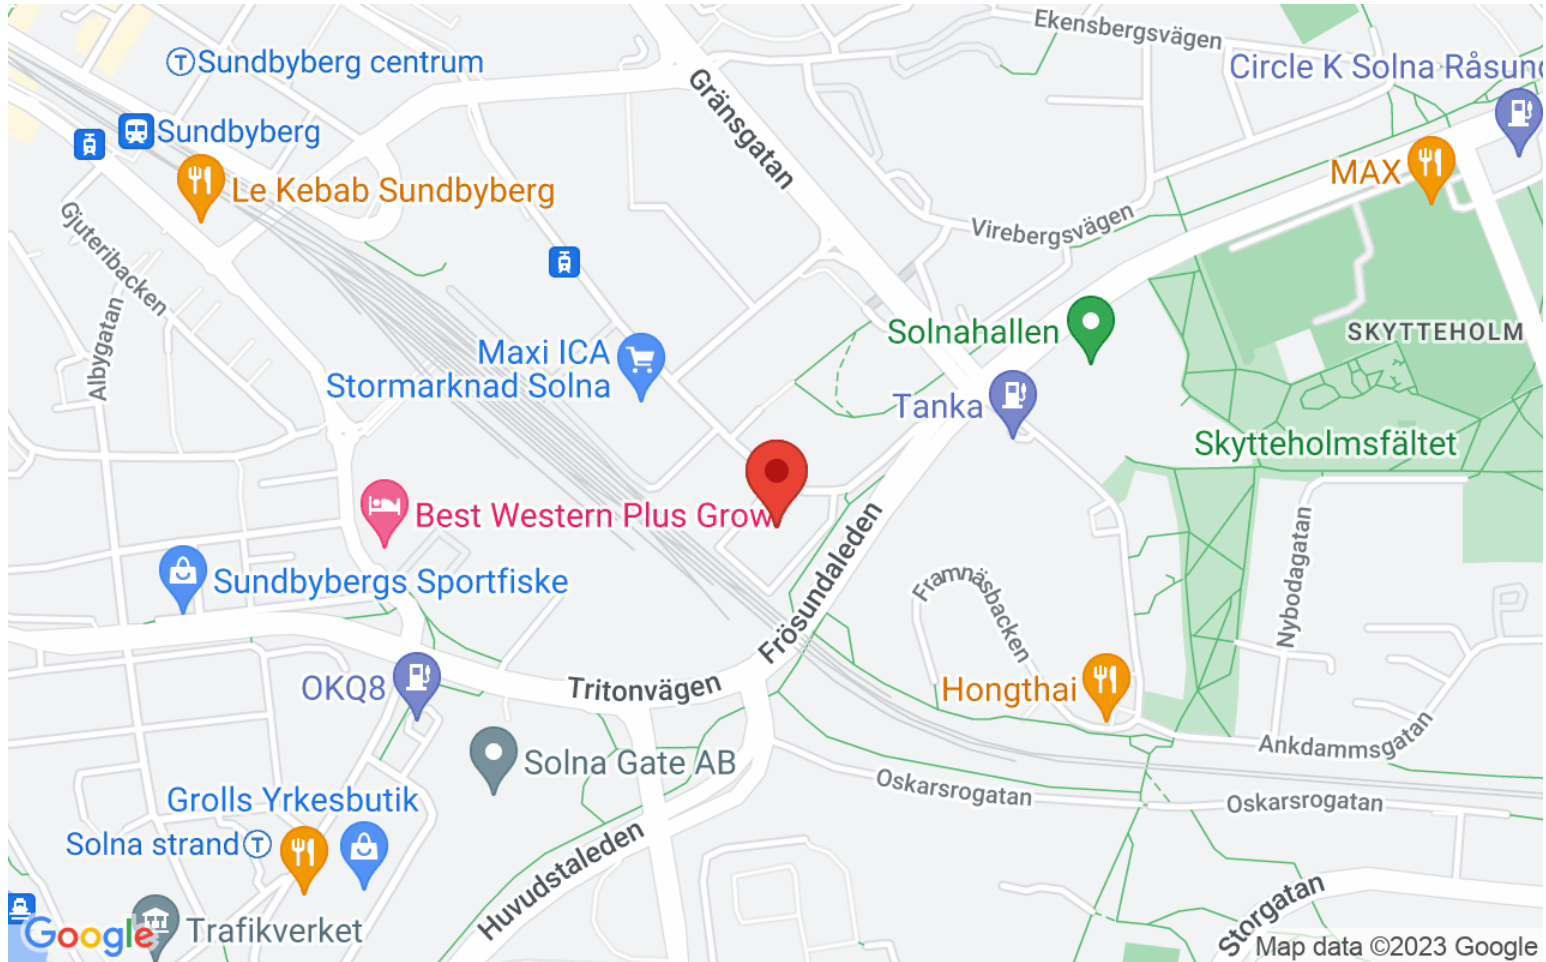 Ekensbergsvägen
Sundbyberg centrum
Circle K Solna Råsund
Gränsgatan
Sundbyberg
MAX
Le Kebab Sundbyberg
Gjuteribacken
Virebergsvägen
Albygatan
Solnahallen
SKYTTEHOLM
Maxi ICA
Stormarknad Solna
Tanka
Skytteholmsfältet
Best Western Plus Grow
Frösundaleden
Nybodagatan
Sundbybergs Sportfiske
Framnäsbacken
OKQ8
Tritonvägen
Hongthai
Ankdammsgatan
Solna Gate AB
Oskarsrogatan
Oskarsrogatan
Grolls Yrkesbutik
Solna strand
Huvudstaleden
Storgatan
Trafikverket
Google
Map data ©2023 Google